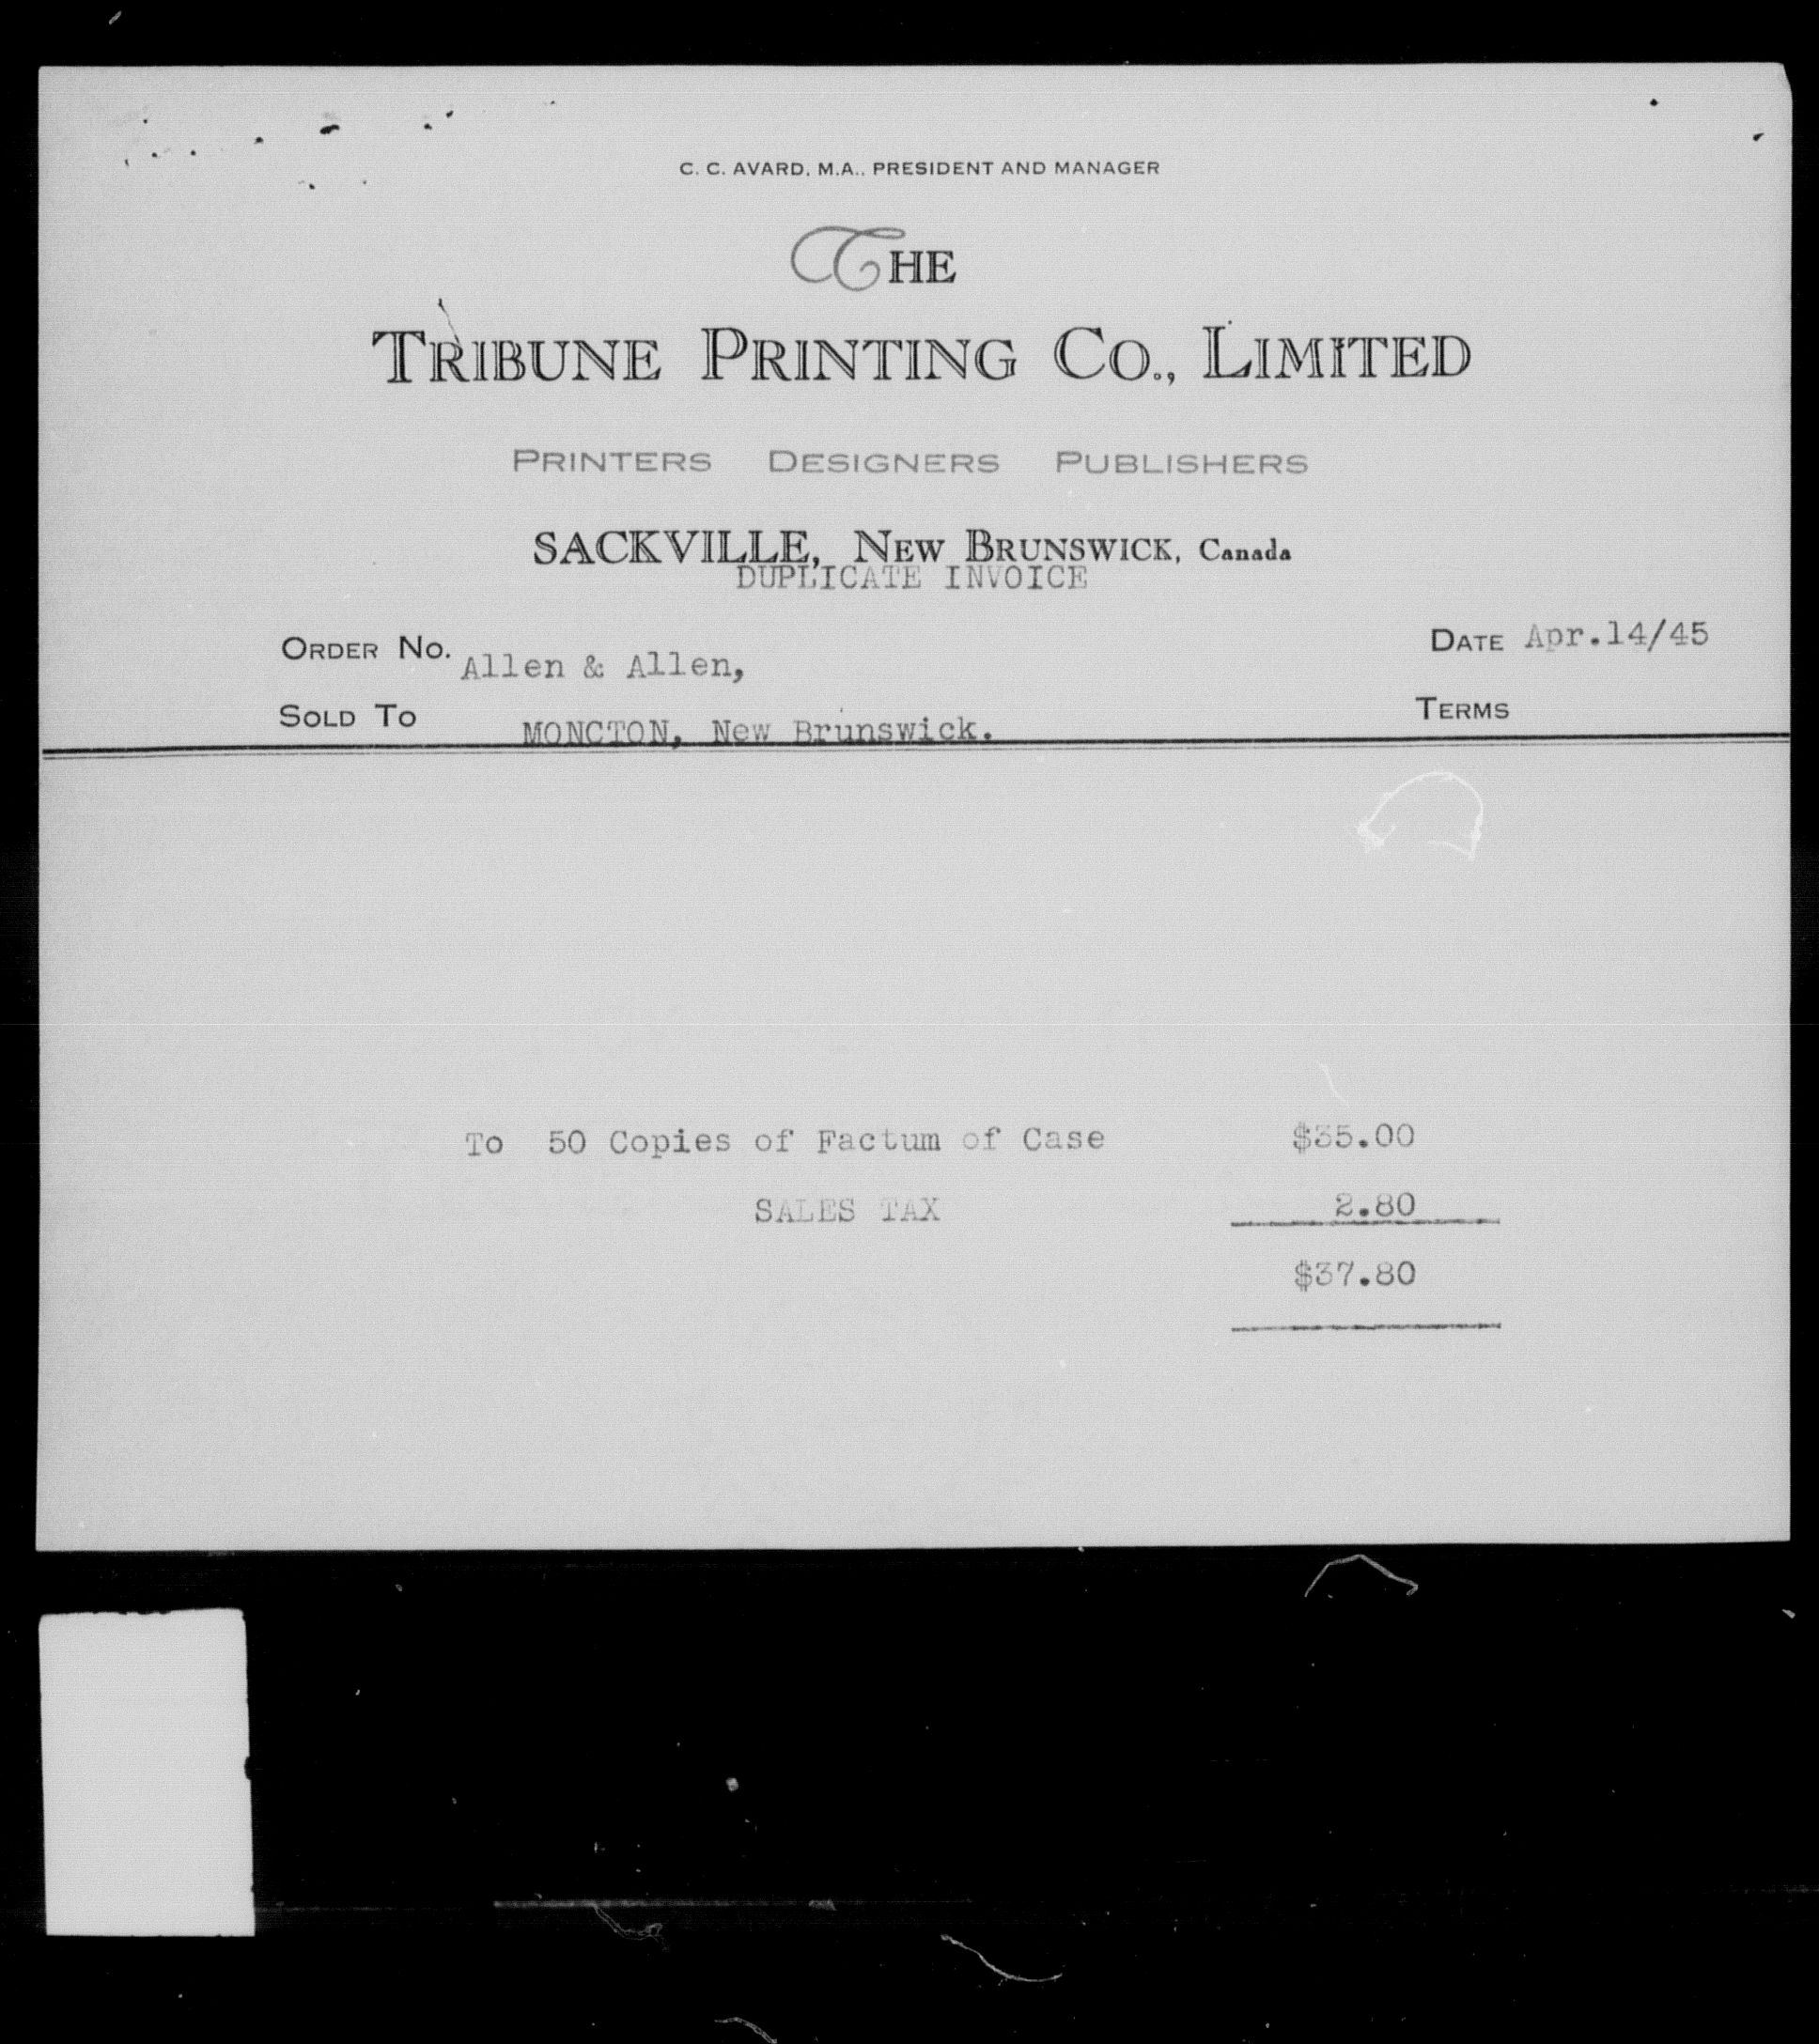 C. C. AVARD, M.A., PRESIDENT AND MANAGER
THE
TRIBUNE PRINTING CO., LIMITED
PRINTERS DESIGNERS PUBLISHERS
SACKVILLE, NEW BRUNSWICK, Canada
DUPLICATE INVOICE
ORDER NO. DATE Apr.14/45
Allen & Allen,
SOLD TO TERMS
MONCTON, New Brunswick.
To 50 Copies of Factum of Case $35.00
SALES TAX 2.80
$37.80